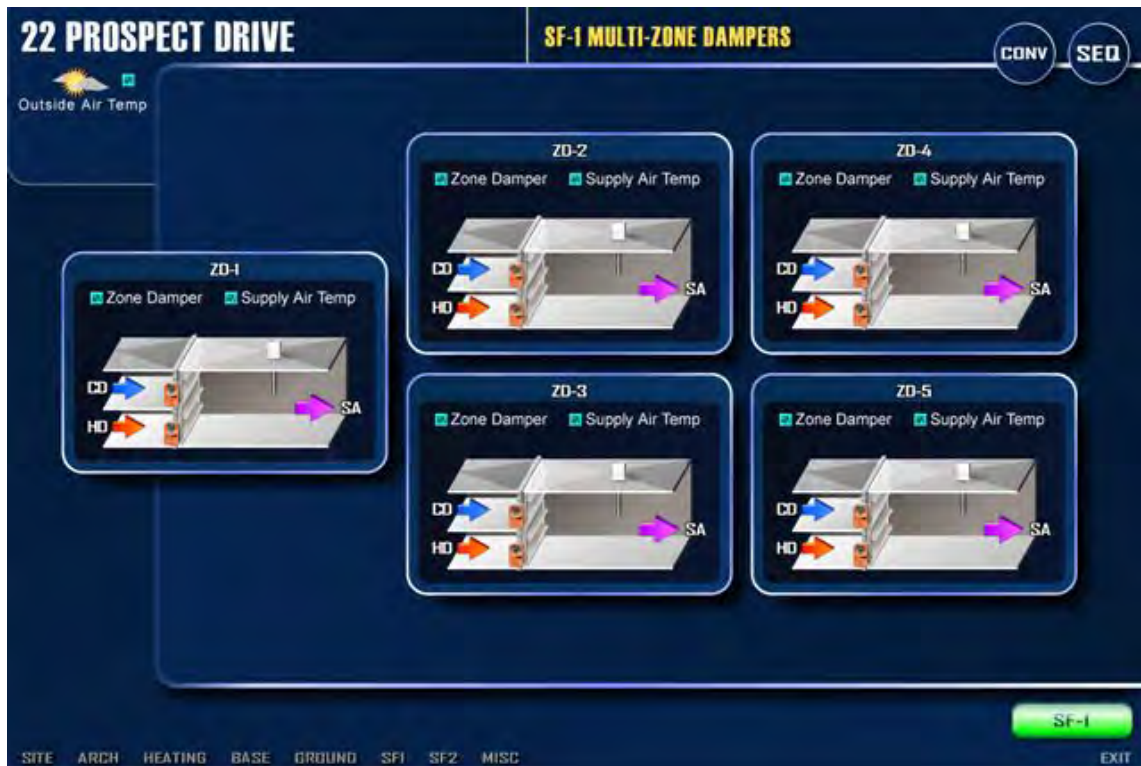 22 PROSPECT DRIVE
SF-1 MULTI-ZONE DAMPERS
CONV
SEQ
Outside Air Temp
ZD-1
Zone Damper Supply Air Temp
CD
HD
SA
ZD-2
Zone Damper Supply Air Temp
CD
HD
SA
ZD-3
Zone Damper Supply Air Temp
CD
HD
SA
ZD-4
Zone Damper Supply Air Temp
CD
HD
SA
ZD-5
Zone Damper Supply Air Temp
CD
HD
SA
SF-1
SITE ARCH HEATING BASE GROUND SF1 SF2 MISC
EXIT